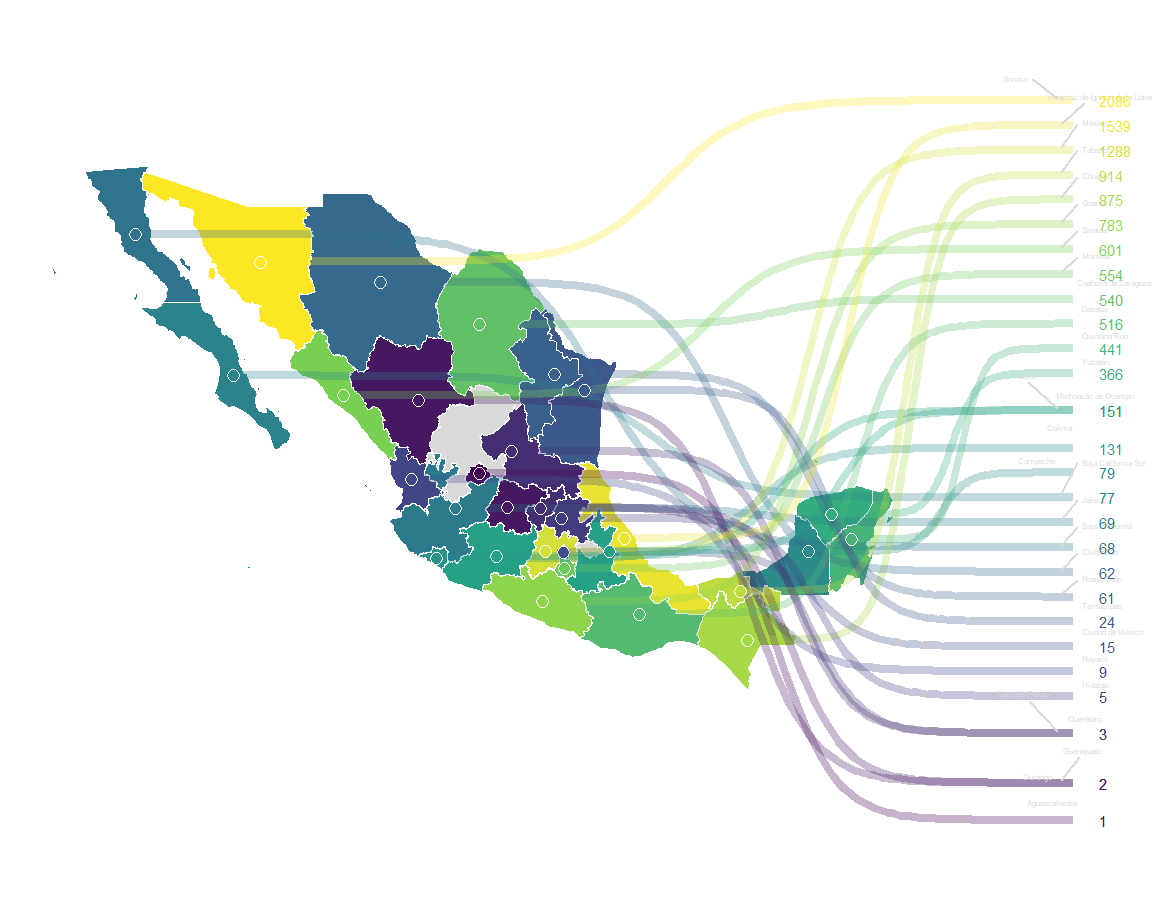 Sonora
Veracruz de Ignacio de la Llave
2086
México
1539
Tabasco
1288
Chiapas
914
875
Guerrero
783
Sinaloa
601
Morelos
554
Coahuila de Zaragoza
540
Oaxaca
516
Quintana Roo
441
Yucatán
366
Michoacán de Ocampo
151
Colima
131
Campeche
Baja California Sur
79
77
Jalisco
69
Baja California
68
Chihuahua
62
Nuevo León
61
Tamaulipas
24
Ciudad de México
15
Nayarit
9
Hidalgo
5
Querétaro
3
Guanajuato
Durango
2
Aguascalientes
1